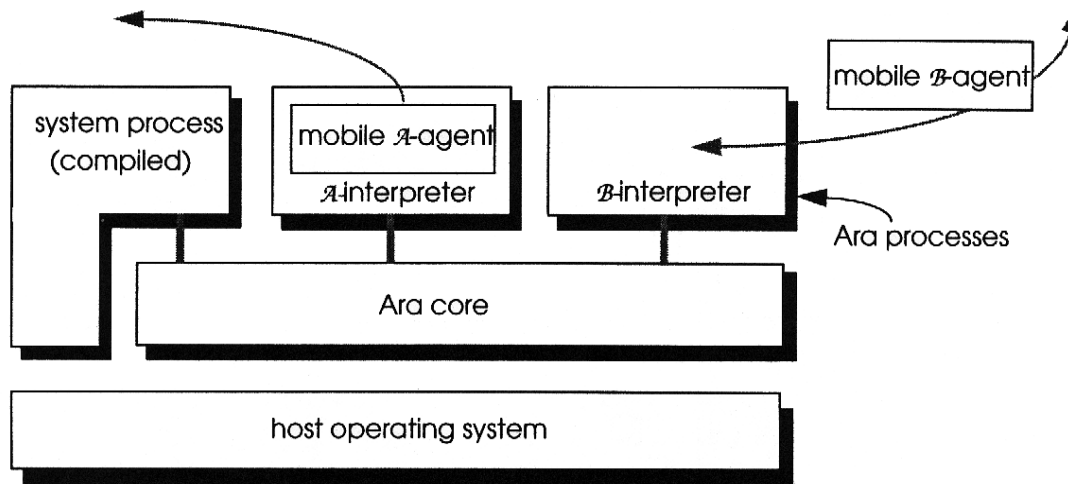 mobile ℬ-agent
system process
(compiled)
mobile 𝒜-agent
𝒜-interpreter
ℬ-interpreter
Ara processes
Ara core
host operating system